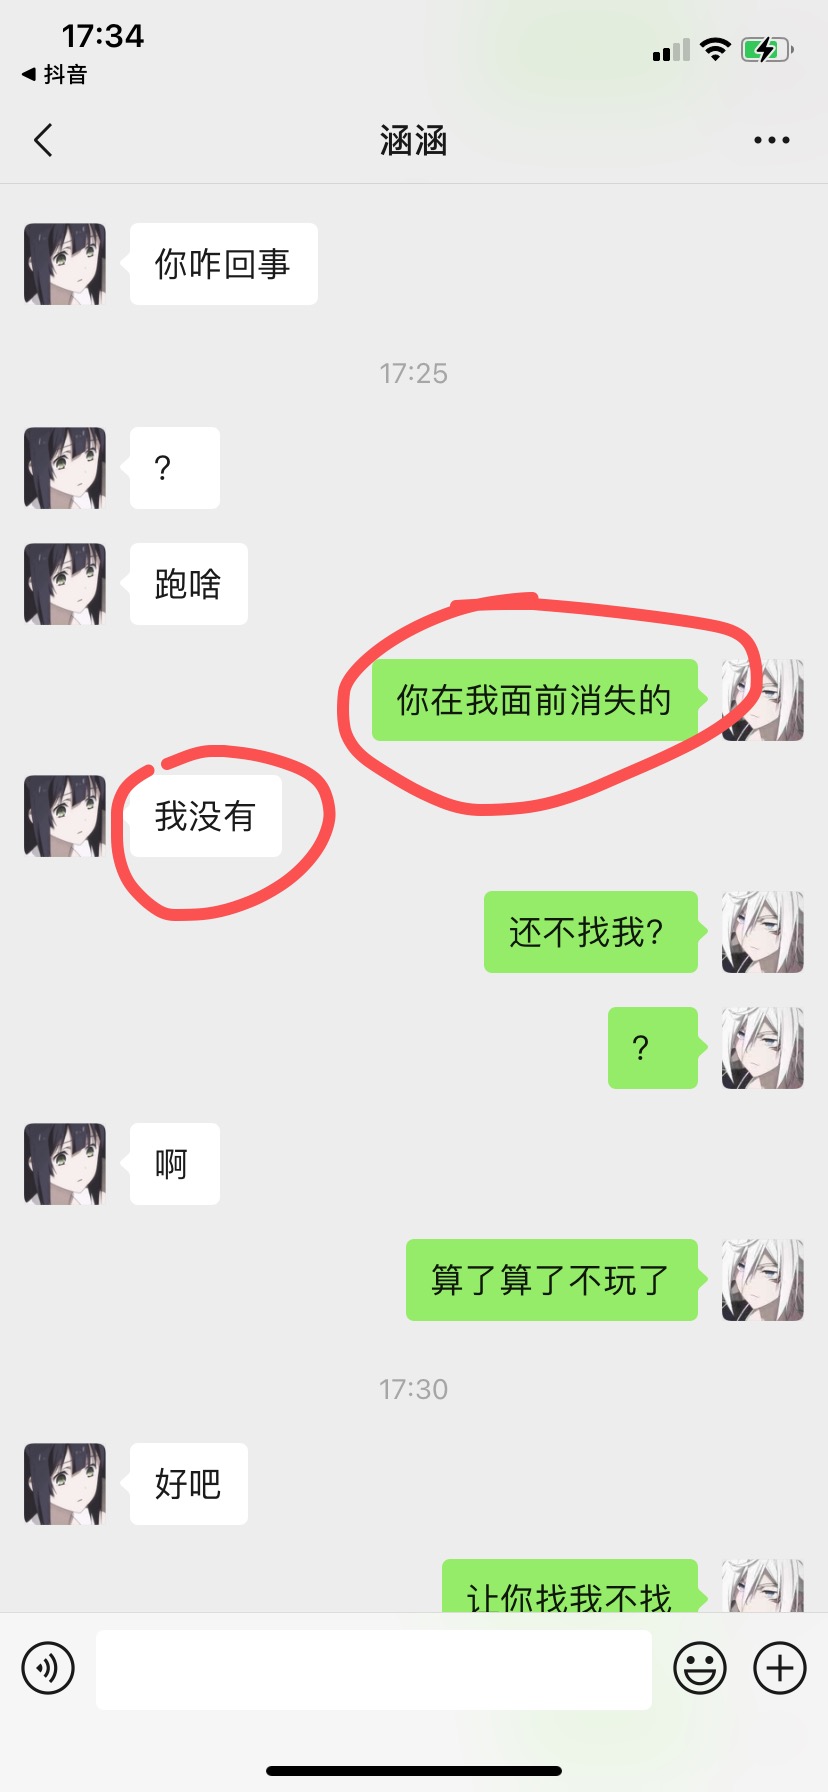 17:34
抖音
涵涵
你咋回事
17:25
?
跑啥
你在我面前消失的
我没有
还不找我?
?
啊
算了算了不玩了
17:30
好吧
让你找我不找